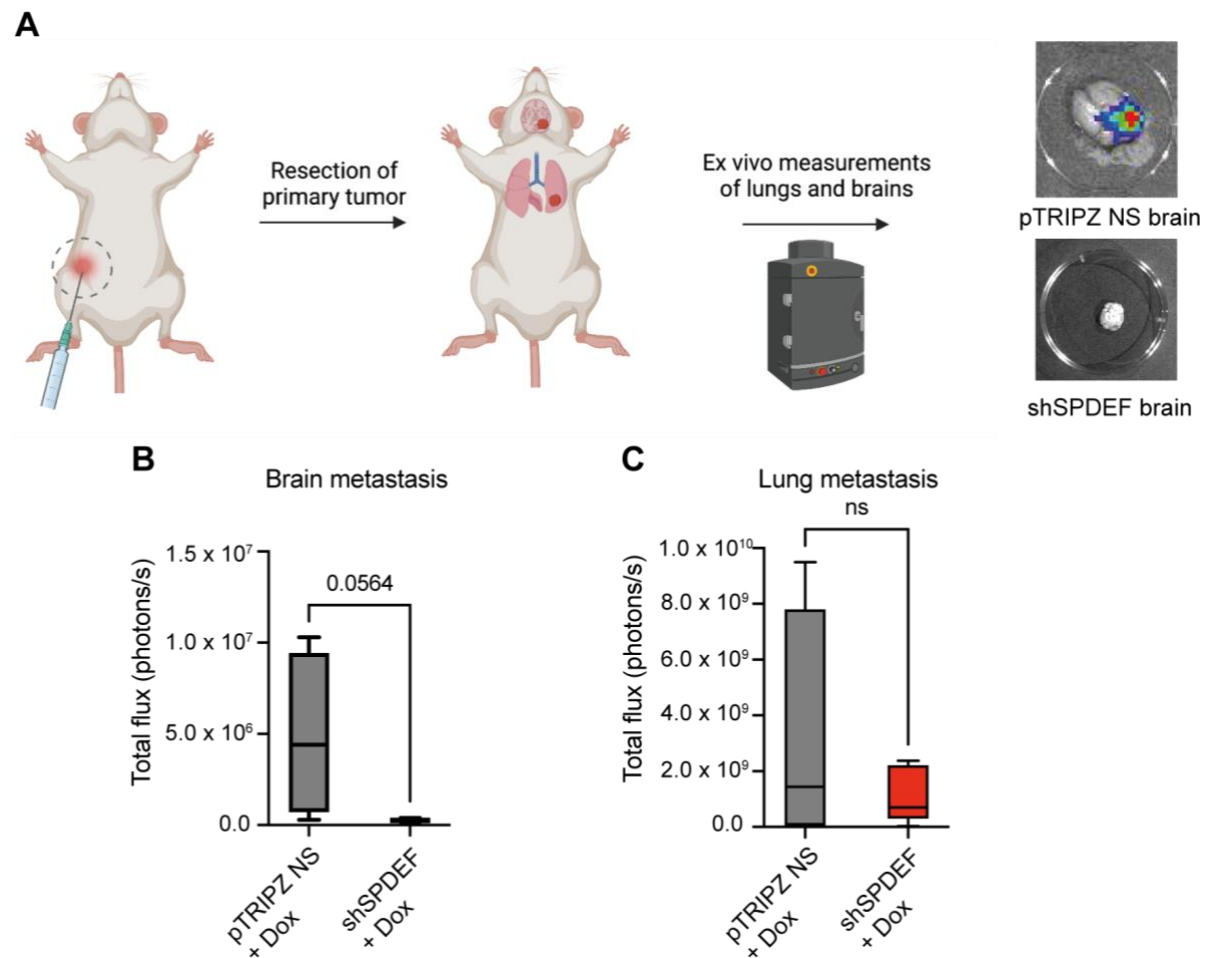 A
Resection of
primary tumor
Ex vivo measurements
of lungs and brains
pTRIPZ NS brain
shSPDEF brain
B
Brain metastasis
Total flux (photons/s)
1.5 x 10⁷
1.0 x 10⁷
5.0 x 10⁶
0.0
0.0564
pTRIPZ NS
+ Dox
shSPDEF
+ Dox
C
Lung metastasis
ns
Total flux (photons/s)
1.0 x 10¹⁰
8.0 x 10⁹
6.0 x 10⁹
4.0 x 10⁹
2.0 x 10⁹
0.0
pTRIPZ NS
+ Dox
shSPDEF
+ Dox